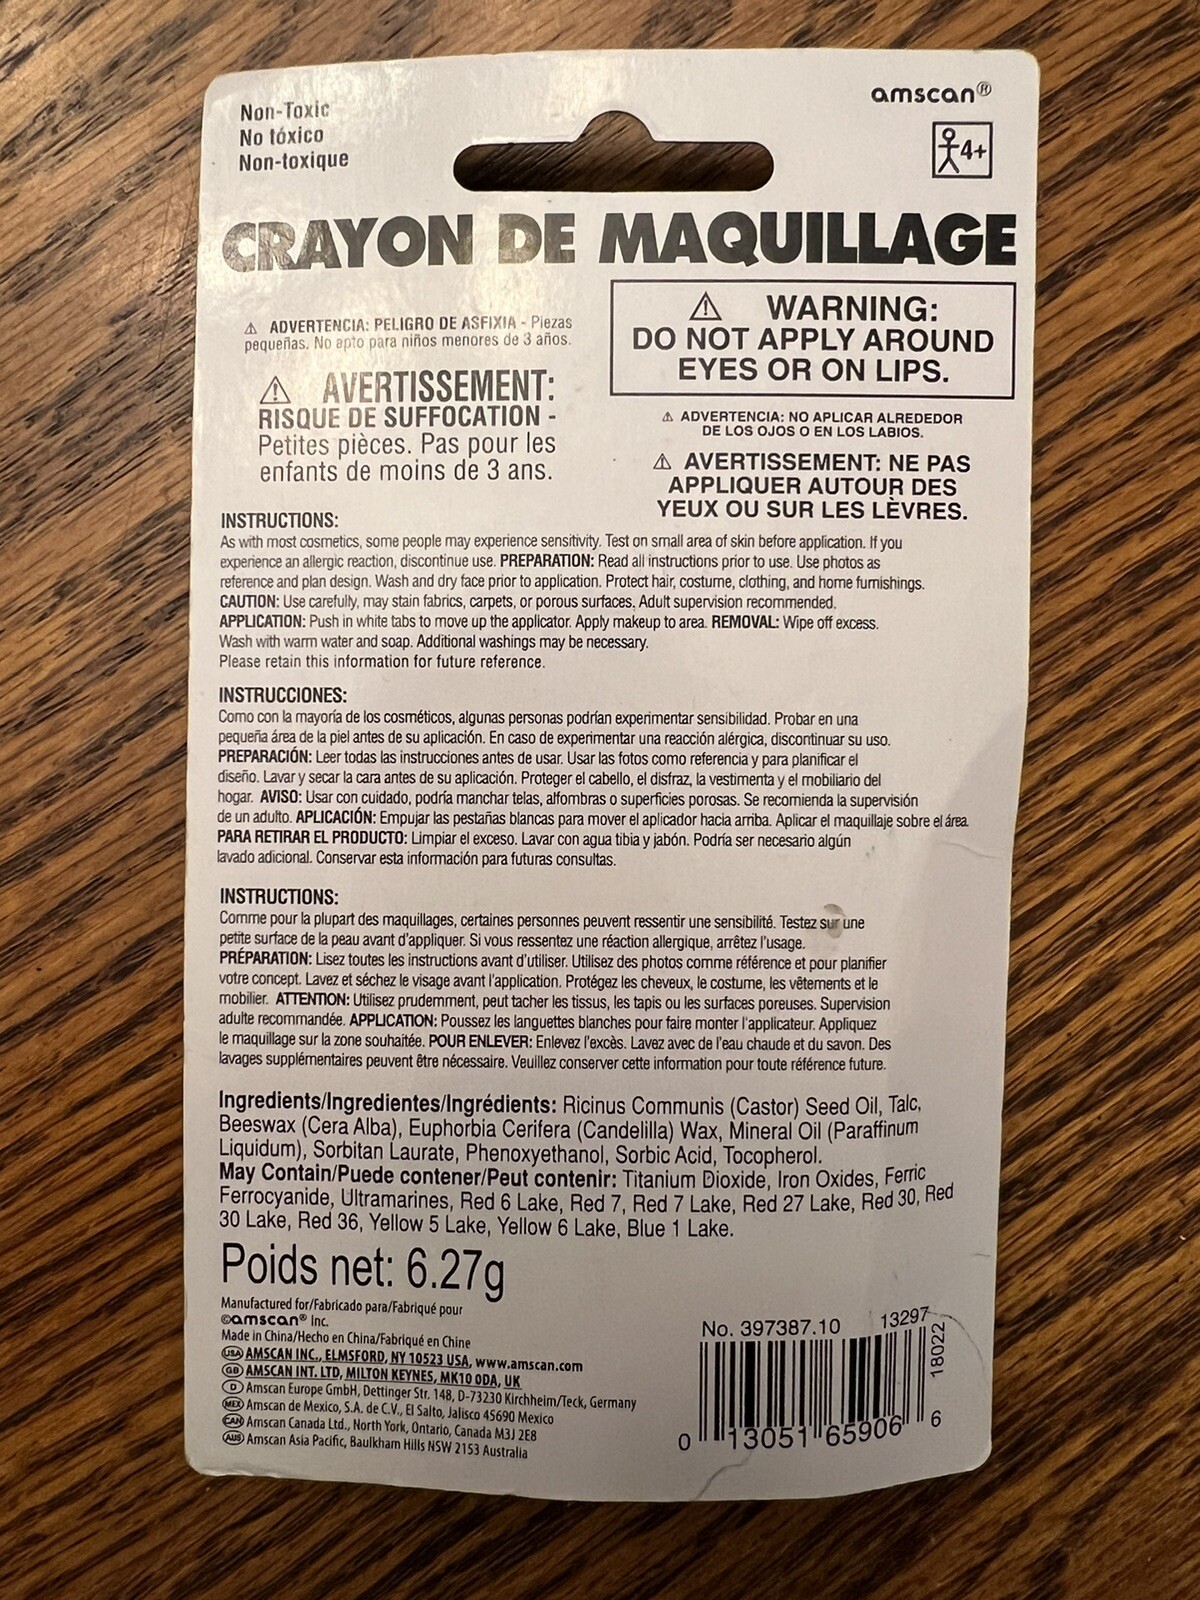 Non-Toxic
No tóxico
Non-toxique
amscan®
4+
CRAYON DE MAQUILLAGE
⚠ ADVERTENCIA: PELIGRO DE ASFIXIA - Piezas
pequeñas. No apto para niños menores de 3 años.
⚠ AVERTISSEMENT:
RISQUE DE SUFFOCATION -
Petites pièces. Pas pour les
enfants de moins de 3 ans.
⚠ WARNING:
DO NOT APPLY AROUND
EYES OR ON LIPS.
⚠ ADVERTENCIA: NO APLICAR ALREDEDOR
DE LOS OJOS O EN LOS LABIOS.
⚠ AVERTISSEMENT: NE PAS
APPLIQUER AUTOUR DES
YEUX OU SUR LES LÈVRES.
INSTRUCTIONS:
As with most cosmetics, some people may experience sensitivity. Test on small area of skin before application. If you
experience an allergic reaction, discontinue use. PREPARATION: Read all instructions prior to use. Use photos as
reference and plan design. Wash and dry face prior to application. Protect hair, costume, clothing, and home furnishings.
CAUTION: Use carefully, may stain fabrics, carpets, or porous surfaces. Adult supervision recommended.
APPLICATION: Push in white tabs to move up the applicator. Apply makeup to area. REMOVAL: Wipe off excess.
Wash with warm water and soap. Additional washings may be necessary.
Please retain this information for future reference.
INSTRUCCIONES:
Como con la mayoría de los cosméticos, algunas personas podrían experimentar sensibilidad. Probar en una
pequeña área de la piel antes de su aplicación. En caso de experimentar una reacción alérgica, discontinuar su uso.
PREPARACIÓN: Leer todas las instrucciones antes de usar. Usar las fotos como referencia y para planificar el
diseño. Lavar y secar la cara antes de su aplicación. Proteger el cabello, el disfraz, la vestimenta y el mobiliario del
hogar. AVISO: Usar con cuidado, podría manchar telas, alfombras o superficies porosas. Se recomienda la supervisión
de un adulto. APLICACIÓN: Empujar las pestañas blancas para mover el aplicador hacia arriba. Aplicar el maquillaje sobre el área.
PARA RETIRAR EL PRODUCTO: Limpiar el exceso. Lavar con agua tibia y jabón. Podría ser necesario algún
lavado adicional. Conservar esta información para futuras consultas.
INSTRUCTIONS:
Comme pour la plupart des maquillages, certaines personnes peuvent ressentir une sensibilité. Testez sur une
petite surface de la peau avant d'appliquer. Si vous ressentez une réaction allergique, arrêtez l'usage.
PRÉPARATION: Lisez toutes les instructions avant d'utiliser. Utilisez des photos comme référence et pour planifier
votre concept. Lavez et séchez le visage avant l'application. Protégez les cheveux, le costume, les vêtements et le
mobilier. ATTENTION: Utilisez prudemment, peut tacher les tissus, les tapis ou les surfaces poreuses. Supervision
adulte recommandée. APPLICATION: Poussez les languettes blanches pour faire monter l'applicateur. Appliquez
le maquillage sur la zone souhaitée. POUR ENLEVER: Enlevez l'excès. Lavez avec de l'eau chaude et du savon. Des
lavages supplémentaires peuvent être nécessaire. Veuillez conserver cette information pour toute référence future.
Ingredients/Ingredientes/Ingrédients: Ricinus Communis (Castor) Seed Oil, Talc,
Beeswax (Cera Alba), Euphorbia Cerifera (Candelilla) Wax, Mineral Oil (Paraffinum
Liquidum), Sorbitan Laurate, Phenoxyethanol, Sorbic Acid, Tocopherol.
May Contain/Puede contener/Peut contenir: Titanium Dioxide, Iron Oxides, Ferric
Ferrocyanide, Ultramarines, Red 6 Lake, Red 7, Red 7 Lake, Red 27 Lake, Red 30, Red
30 Lake, Red 36, Yellow 5 Lake, Yellow 6 Lake, Blue 1 Lake.
Poids net: 6.27g
Manufactured for/Fabricado para/Fabriqué pour
©amscan® Inc.
Made in China/Hecho en China/Fabriqué en Chine
USA AMSCAN INC., ELMSFORD, NY 10523 USA, www.amscan.com
GB AMSCAN INT. LTD, MILTON KEYNES, MK10 0DA, UK
D Amscan Europe GmbH, Dettinger Str. 148, D-73230 Kirchheim/Teck, Germany
MEX Amscan de Mexico, S.A. de C.V., El Salto, Jalisco 45690 Mexico
CAN Amscan Canada Ltd., North York, Ontario, Canada M3J 2E8
AUS Amscan Asia Pacific, Baulkham Hills NSW 2153 Australia
No. 397387.10
13297
18022
0 13051 65906 6